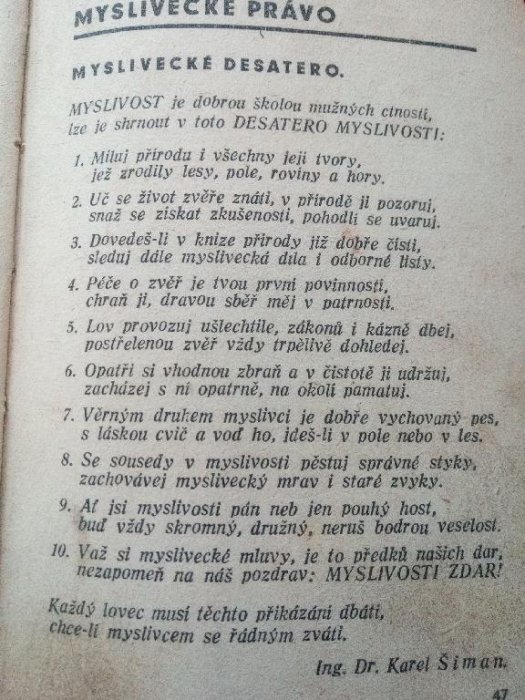 MYSLIVECKÉ PRÁVO
MYSLIVECKÉ DESATERO.
MYSLIVOST je dobrou školou mužných ctností,
lze je shrnout v toto DESATERO MYSLIVOSTI:
1. Miluj přírodu i všechny její tvory,
jež zrodily lesy, pole, roviny a hory.
2. Uč se život zvěře znáti, v přírodě ji pozoruj,
snaž se získat zkušenosti, pohodlí se uvaruj.
3. Dovedeš-li v knize přírody již dobře čísti,
sleduj dále myslivecká díla i odborné listy.
4. Péče o zvěř je tvou první povinností,
chraň ji, dravou sběř měj v patrnosti.
5. Lov provozuj ušlechtile, zákonů i kázně dbej,
postřelenou zvěř vždy trpělivě dohledej.
6. Opatři si vhodnou zbraň a v čistotě ji udržuj,
zacházej s ní opatrně, na okolí pamatuj.
7. Věrným druhem myslivci je dobře vychovaný pes,
s láskou cvič a voď ho, jdeš-li v pole nebo v les.
8. Se sousedy v myslivosti pěstuj správné styky,
zachovávej myslivecký mrav i staré zvyky.
9. Ať jsi myslivosti pán neb jen pouhý host,
buď vždy skromný, družný, neruš bodrou veselost.
10. Važ si myslivecké mluvy, je to předků našich dar,
nezapomeň na náš pozdrav: MYSLIVOSTI ZDAR!
Každý lovec musí těchto přikázání dbáti,
chce-li myslivcem se řádným zváti.
Ing. Dr. Karel Šiman.
47